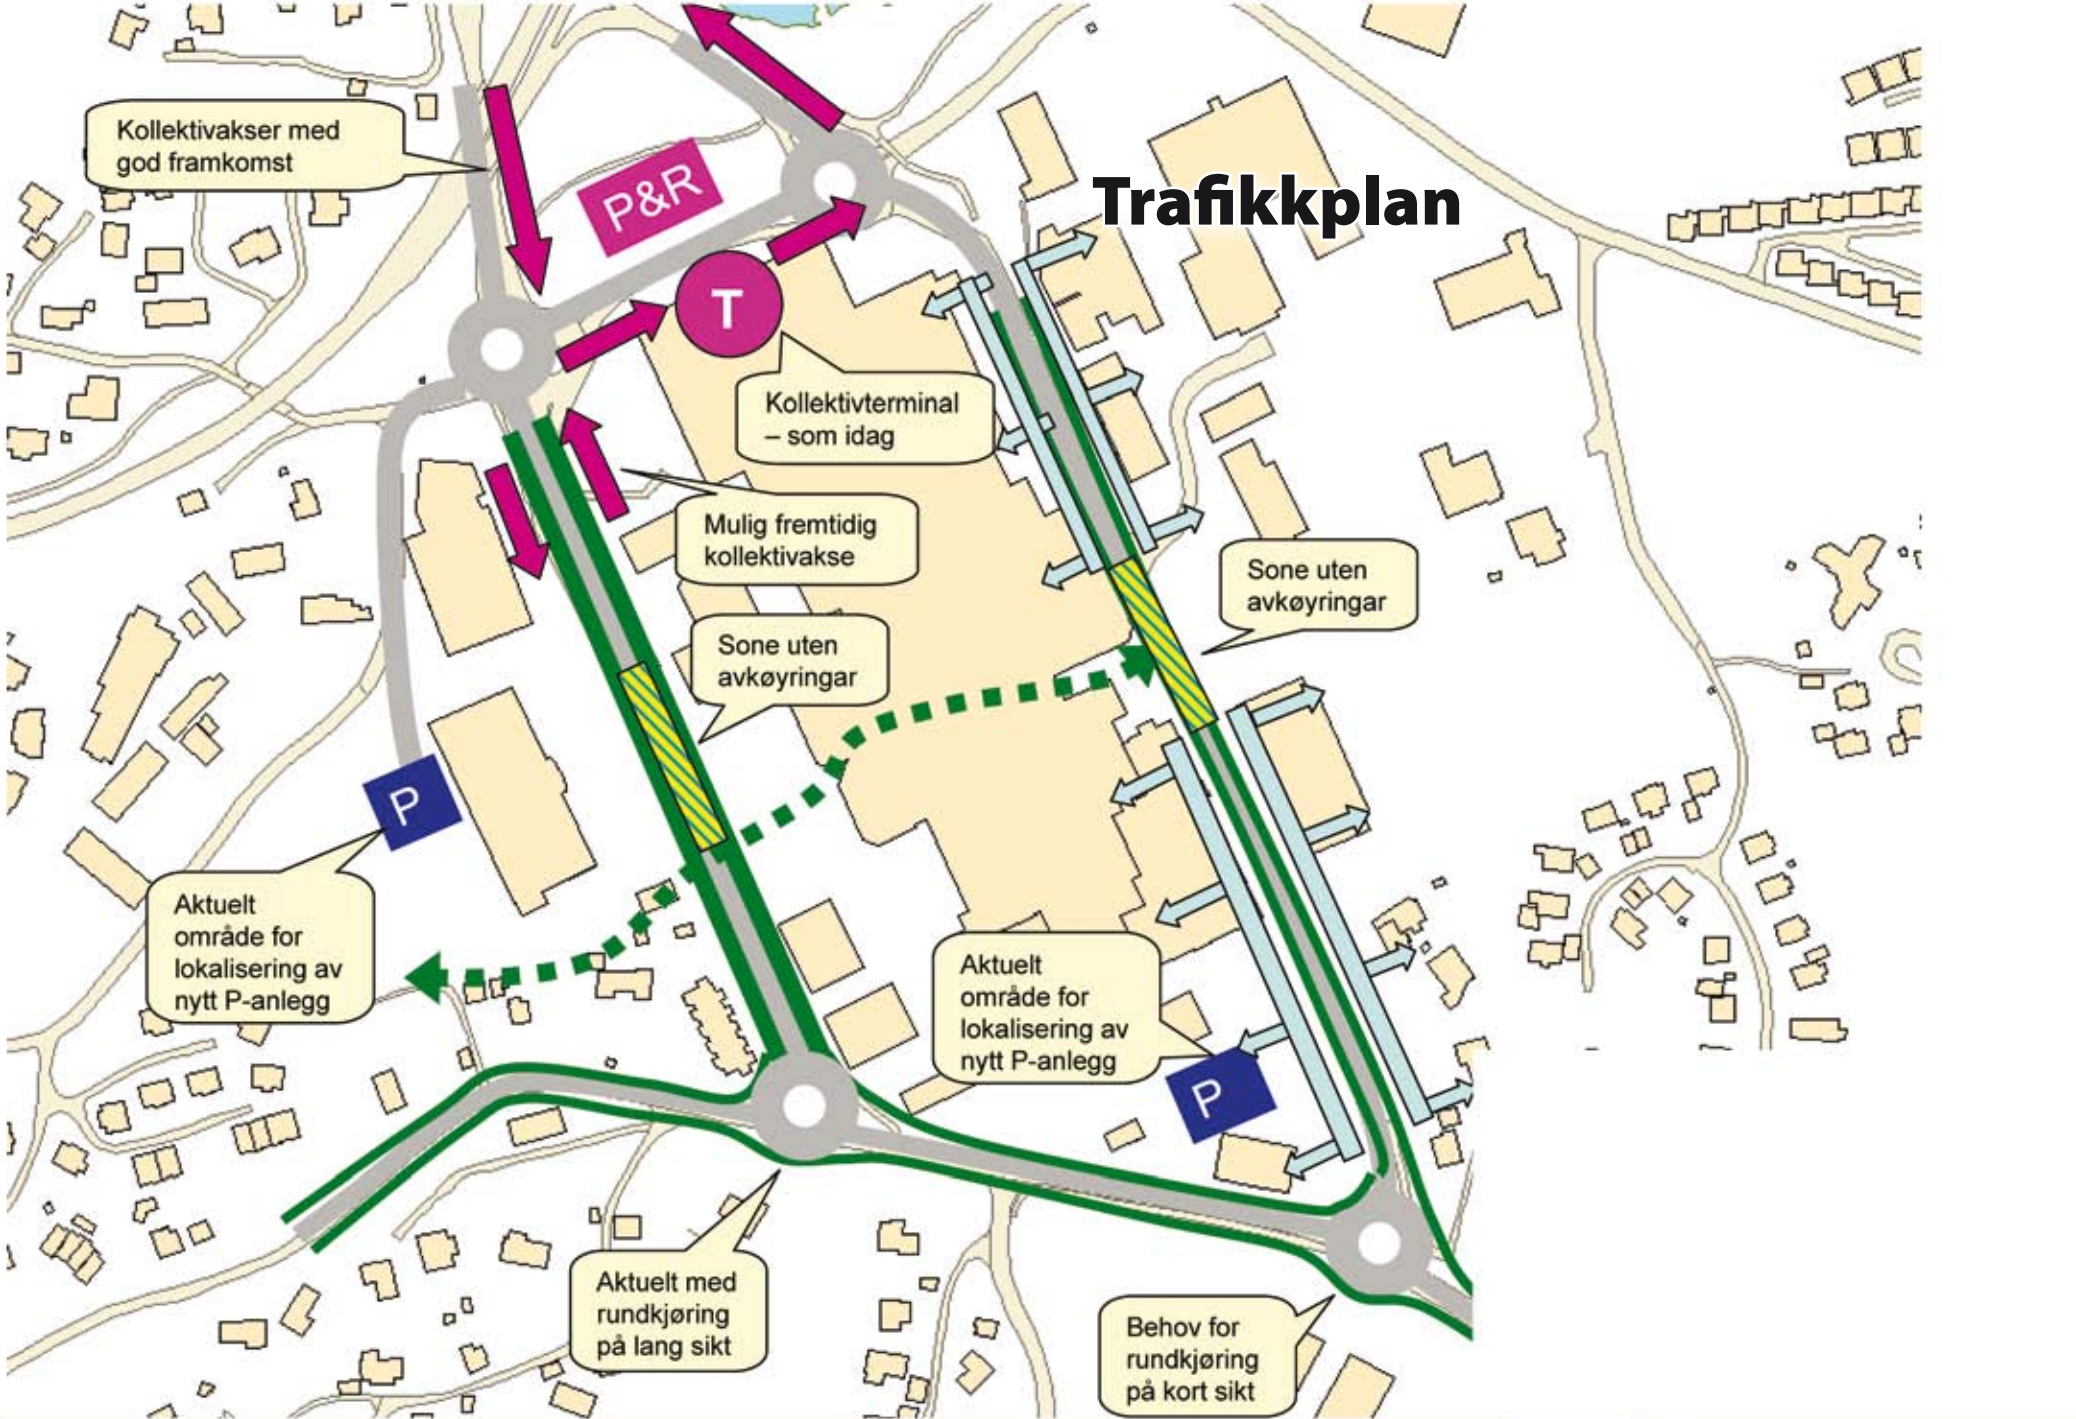 Kollektivakser med
god framkomst
P&R
Trafikkplan
T
Kollektivterminal
– som idag
Mulig fremtidig
kollektivakse
Sone uten
avkøyringar
Sone uten
avkøyringar
P
Aktuelt
område for
lokalisering av
nytt P-anlegg
Aktuelt
område for
lokalisering av
nytt P-anlegg
P
Aktuelt med
rundkjøring
på lang sikt
Behov for
rundkjøring
på kort sikt